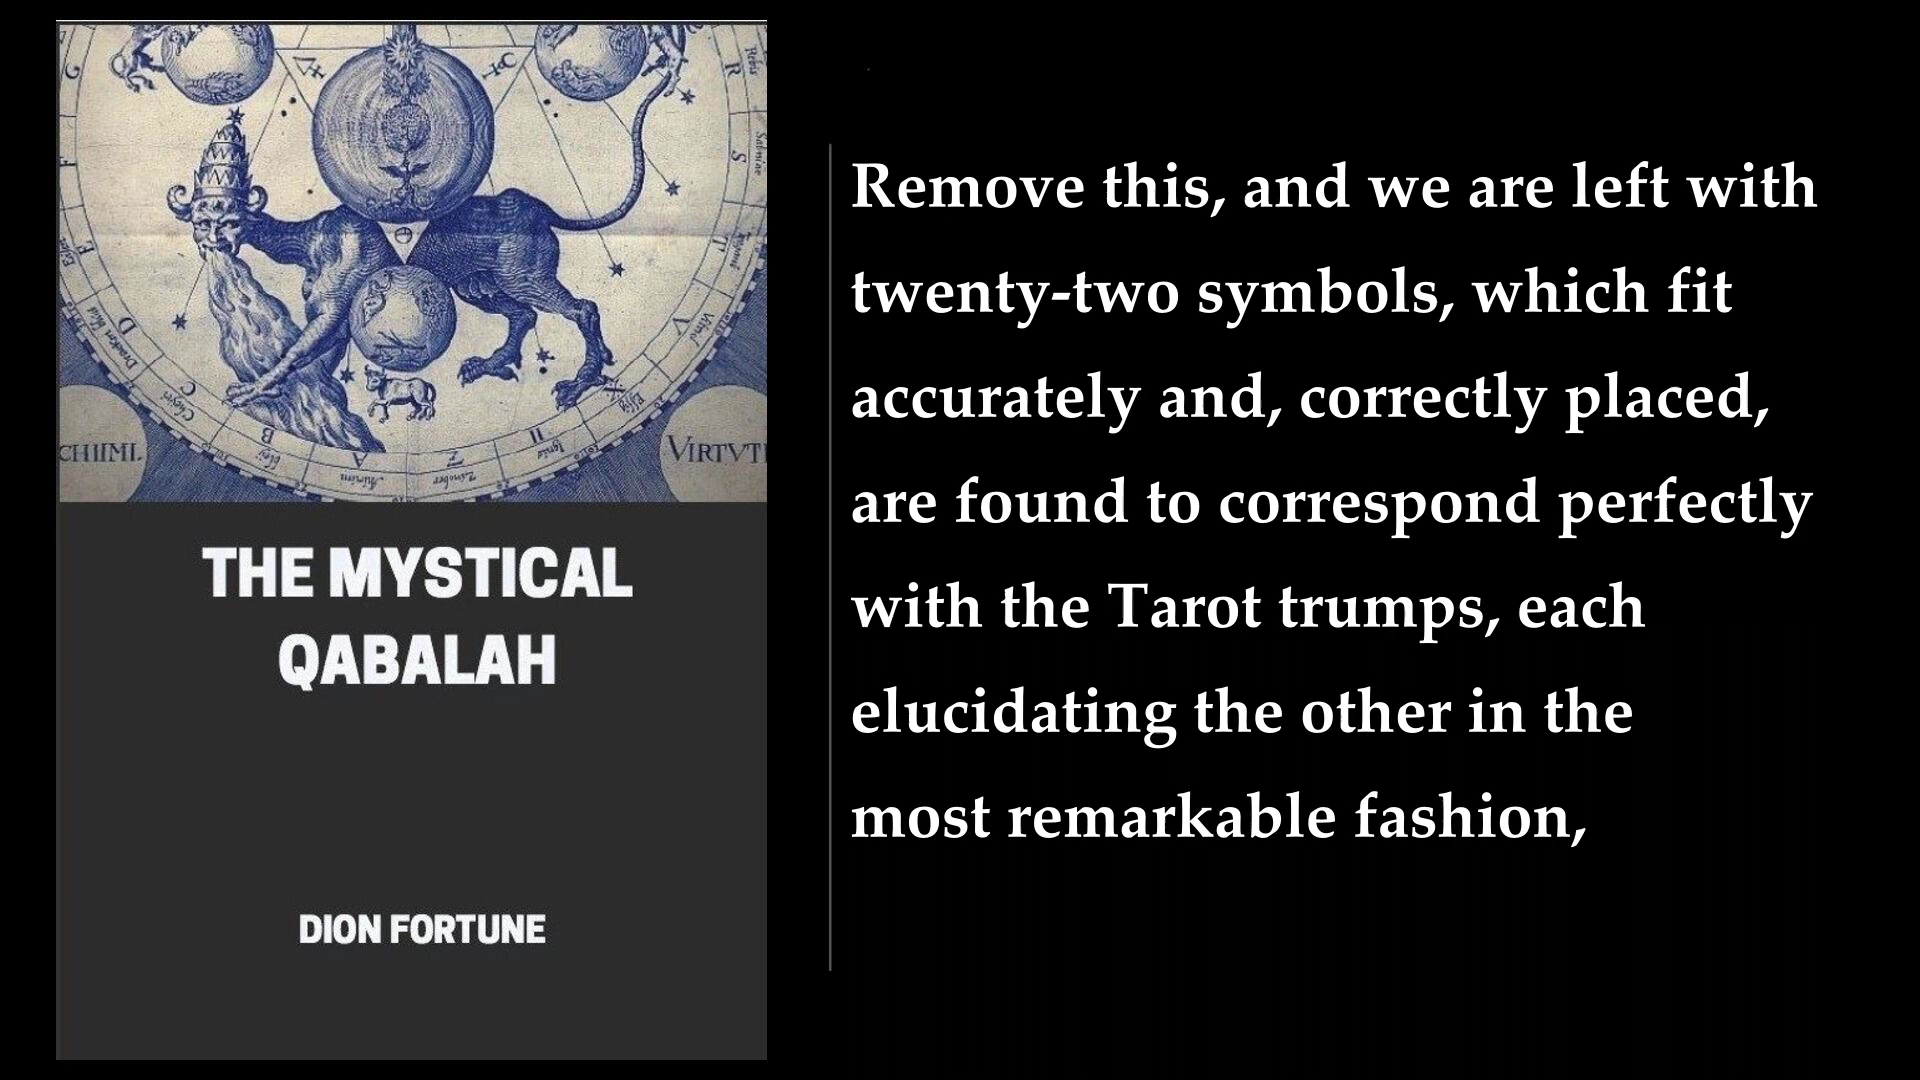 CHIIMI.
VIRTVTI
THE MYSTICAL
QABALAH
DION FORTUNE
Remove this, and we are left with
twenty-two symbols, which fit
accurately and, correctly placed,
are found to correspond perfectly
with the Tarot trumps, each
elucidating the other in the
most remarkable fashion,